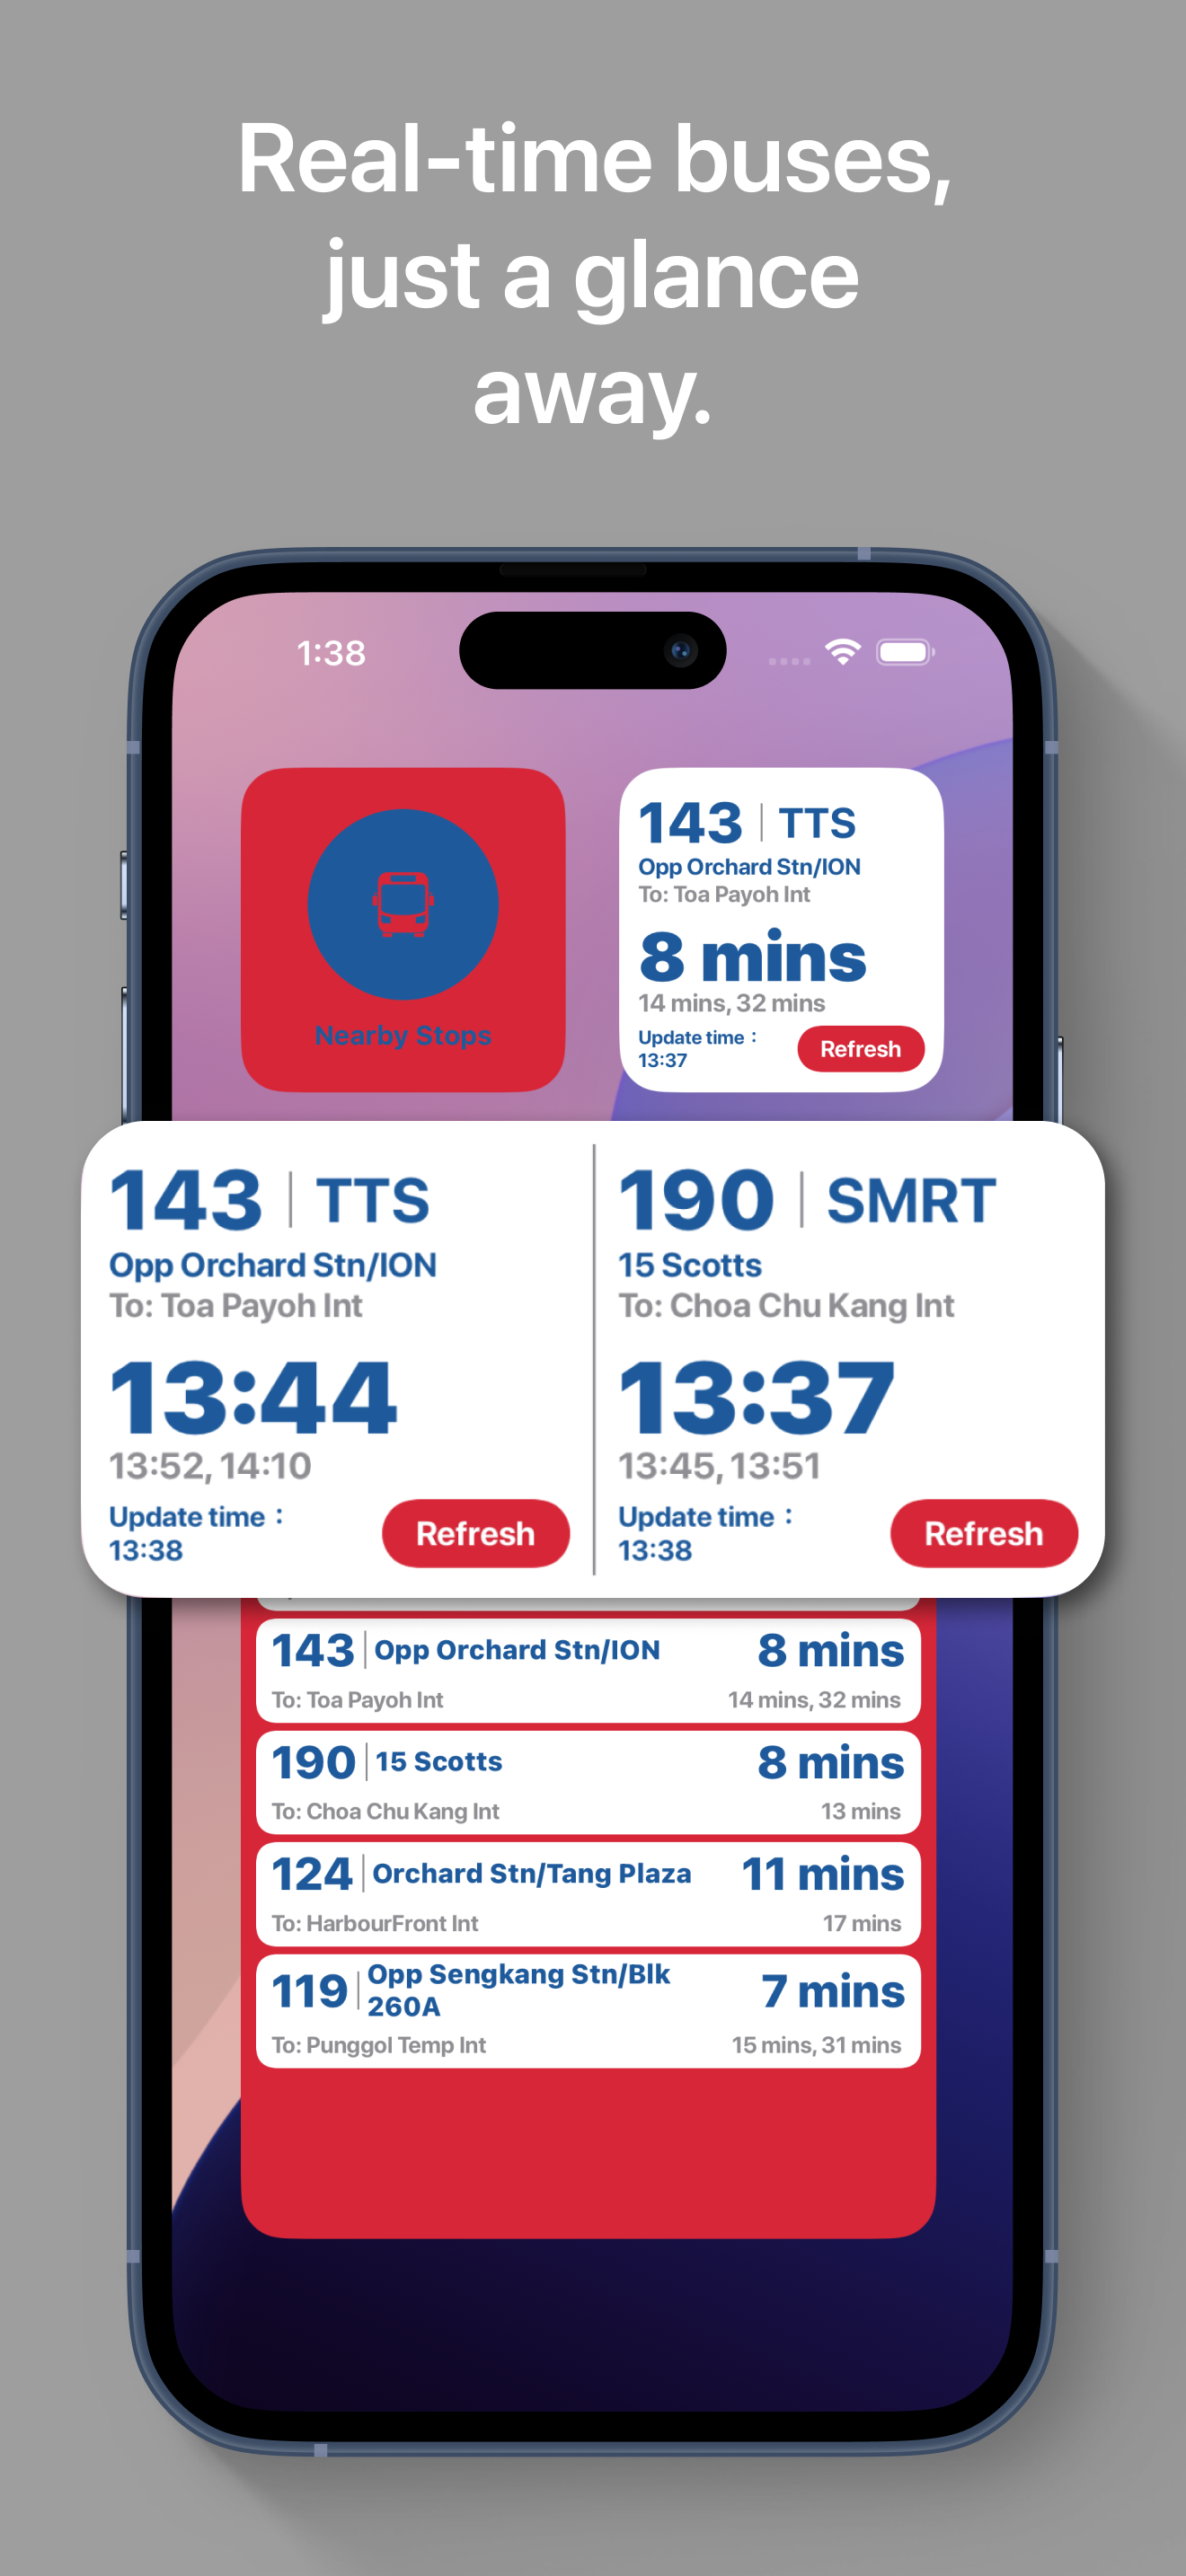 Real-time buses,
just a glance
away.
1:38
Nearby Stops
143 | TTS
Opp Orchard Stn/ION
To: Toa Payoh Int
8 mins
14 mins, 32 mins
Update time：
13:37
Refresh
143 | TTS
Opp Orchard Stn/ION
To: Toa Payoh Int
13:44
13:52, 14:10
Update time：
13:38
Refresh
190 | SMRT
15 Scotts
To: Choa Chu Kang Int
13:37
13:45, 13:51
Update time：
13:38
Refresh
143 | Opp Orchard Stn/ION 8 mins
To: Toa Payoh Int 14 mins, 32 mins
190 | 15 Scotts 8 mins
To: Choa Chu Kang Int 13 mins
124 | Orchard Stn/Tang Plaza 11 mins
To: HarbourFront Int 17 mins
119 | Opp Sengkang Stn/Blk
260A
7 mins
To: Punggol Temp Int 15 mins, 31 mins